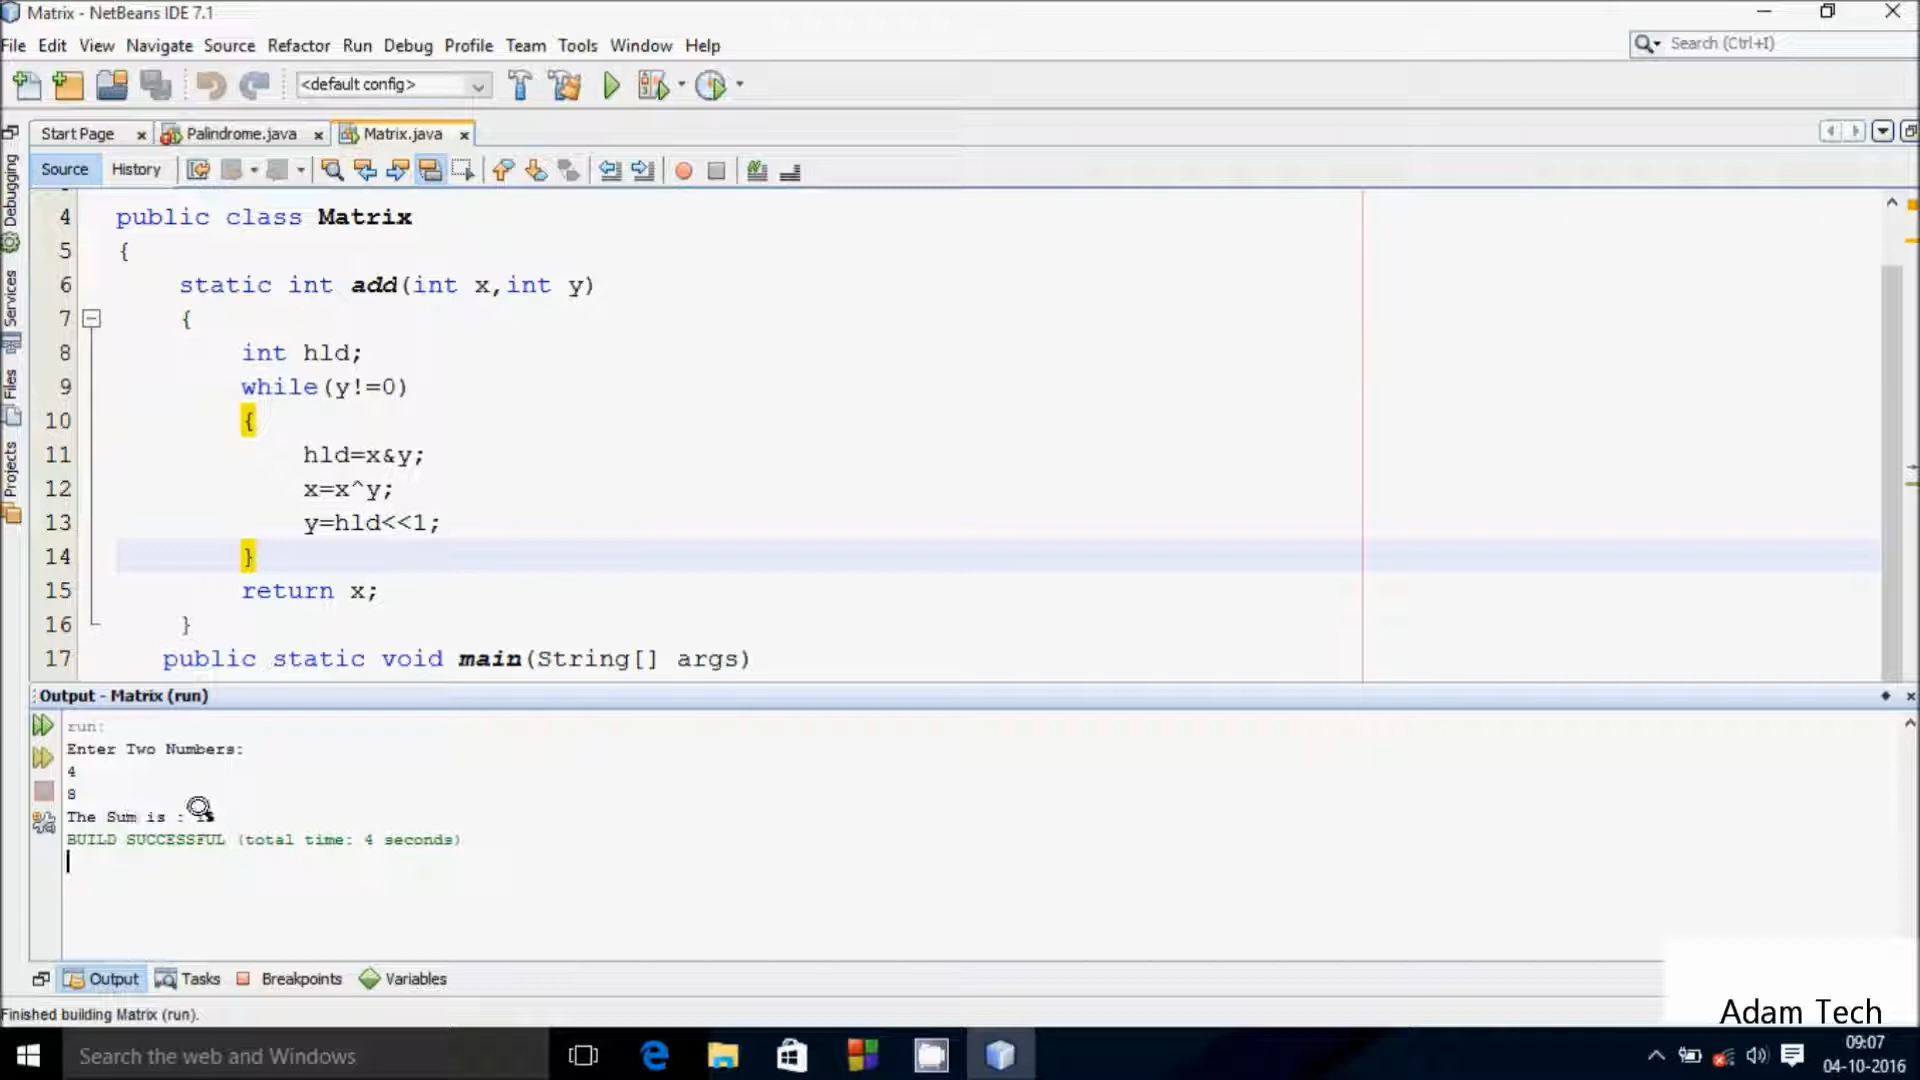 Matrix - NetBeans IDE 7.1
File Edit View Navigate Source Refactor Run Debug Profile Team Tools Window Help
Search (Ctrl+I)
<default config>
Start Page Palindrome.java Matrix.java
Source History
4 public class Matrix
5 {
6 static int add(int x,int y)
7 {
8 int hld;
9 while(y!=0)
10 {
11 hld=x&y;
12 x=x^y;
13 y=hld<<1;
14 }
15 return x;
16 }
17 public static void main(String[] args)
Debugging
Services
Files
Projects
Output - Matrix (run)
run:
Enter Two Numbers:
4
8
The Sum is :
BUILD SUCCESSFUL (total time: 4 seconds)
Output Tasks Breakpoints Variables
Finished building Matrix (run).
Adam Tech
Search the web and Windows
09:07
04-10-2016